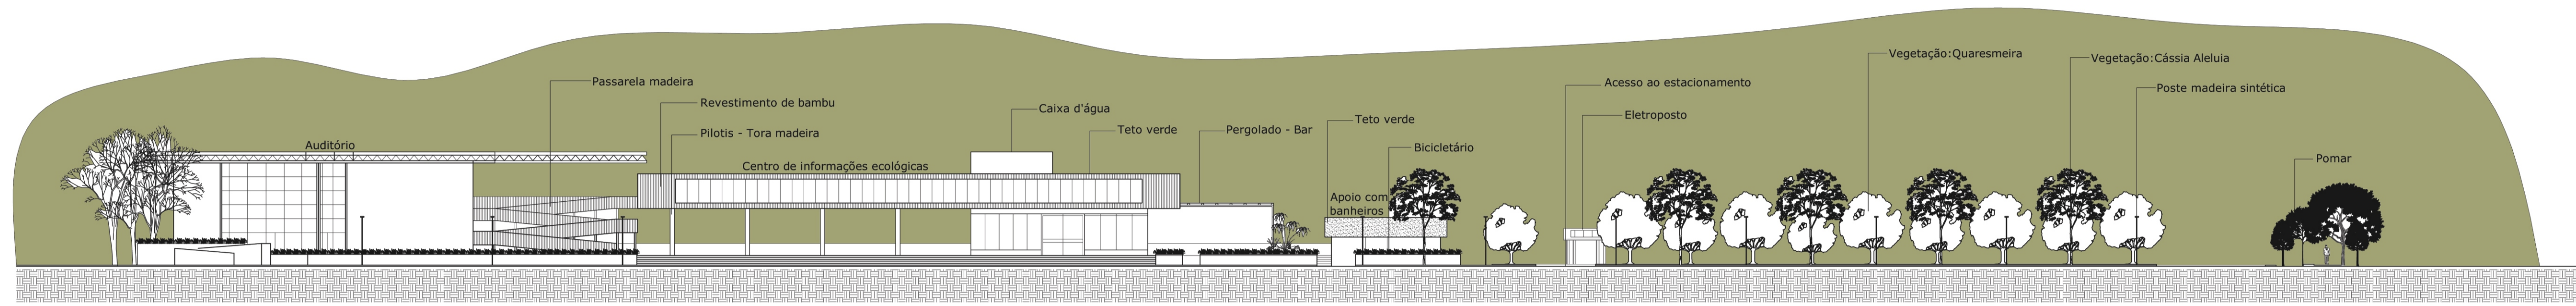 Auditório
Passarela madeira
Revestimento de bambu
Pilotis - Tora madeira
Centro de informações ecológicas
Caixa d'água
Teto verde
Pergolado - Bar
Teto verde
Bicicletário
Apoio com
banheiros
Acesso ao estacionamento
Eletroposto
Vegetação:Quaresmeira
Vegetação:Cássia Aleluia
Poste madeira sintética
Pomar